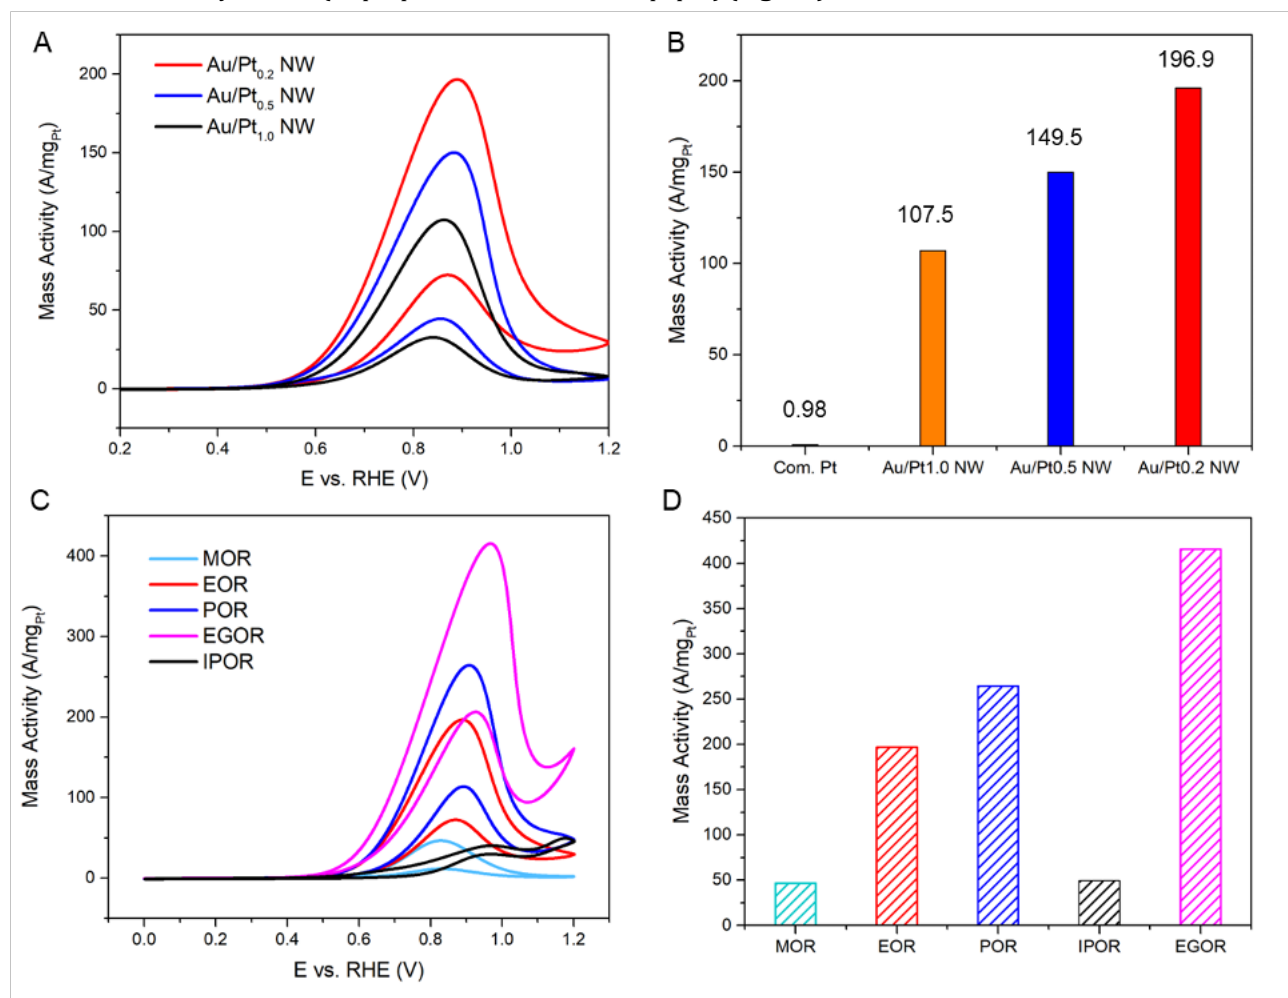 A
Au/Pt0.2 NW
Au/Pt0.5 NW
Au/Pt1.0 NW
Mass Activity (A/mgPt)
200
150
100
50
0
0.2 0.4 0.6 0.8 1.0 1.2
E vs. RHE (V)
B
Mass Activity (A/mgPt)
200
150
100
50
0
0.98
107.5
149.5
196.9
Com. Pt Au/Pt1.0 NW Au/Pt0.5 NW Au/Pt0.2 NW
C
MOR
EOR
POR
EGOR
IPOR
Mass Activity (A/mgPt)
400
300
200
100
0
0.0 0.2 0.4 0.6 0.8 1.0 1.2
E vs. RHE (V)
D
Mass Activity (A/mgPt)
450
400
350
300
250
200
150
100
50
0
MOR EOR POR IPOR EGOR